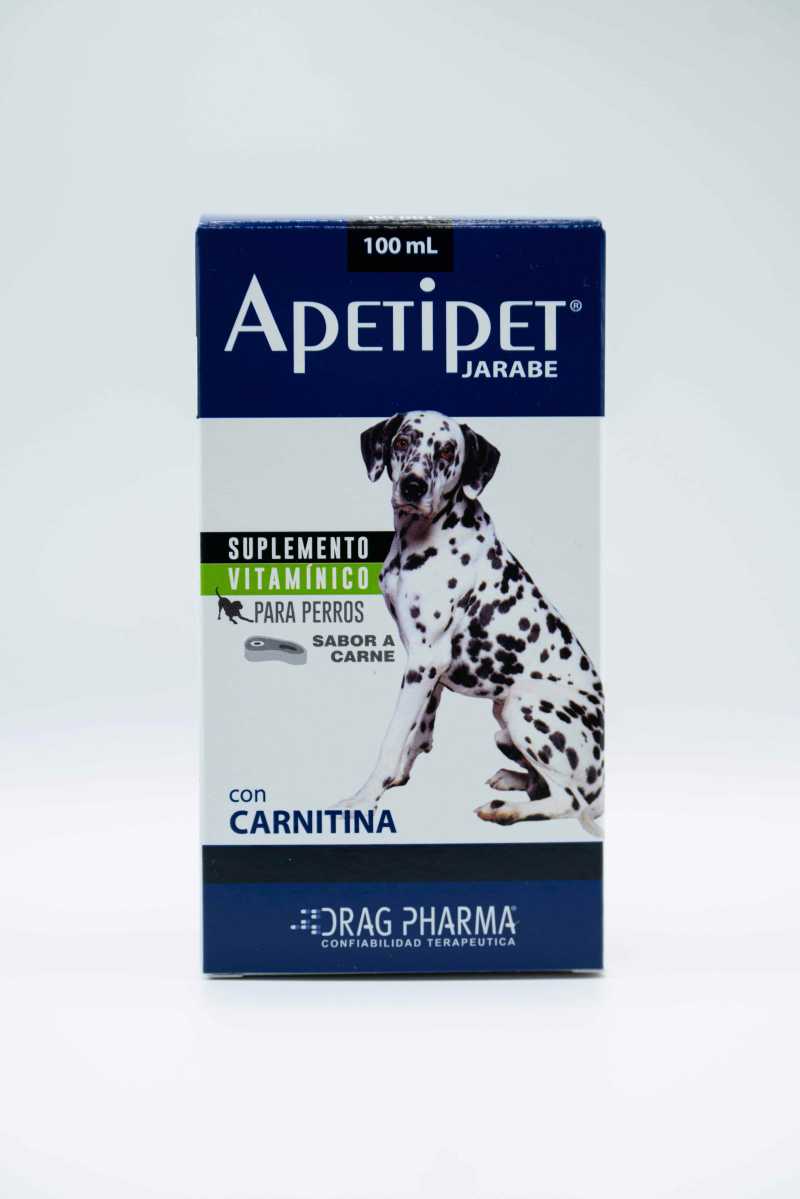 100 mL
Apetipet®
JARABE
SUPLEMENTO
VITAMÍNICO
PARA PERROS
SABOR A
CARNE
con
CARNITINA
DRAG PHARMA®
CONFIABILIDAD TERAPEUTICA